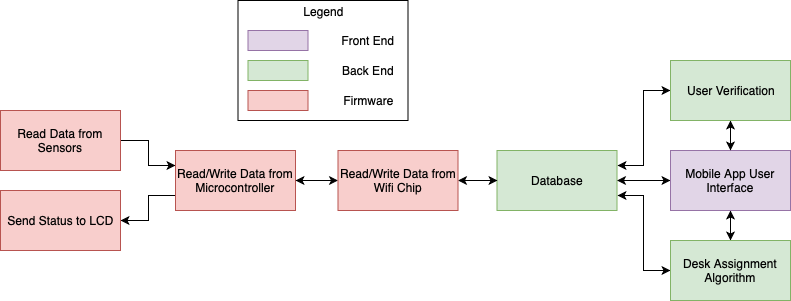 Legend
Front End
Back End
Firmware
Read Data from
Sensors
Send Status to LCD
Read/Write Data from
Microcontroller
Read/Write Data from
Wifi Chip
Database
User Verification
Mobile App User
Interface
Desk Assignment
Algorithm